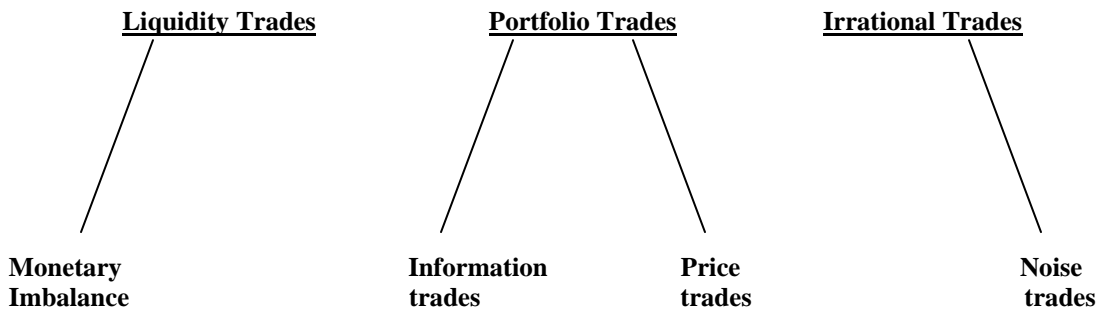 Liquidity Trades Portfolio Trades Irrational Trades
Monetary Information Price Noise
Imbalance trades trades trades